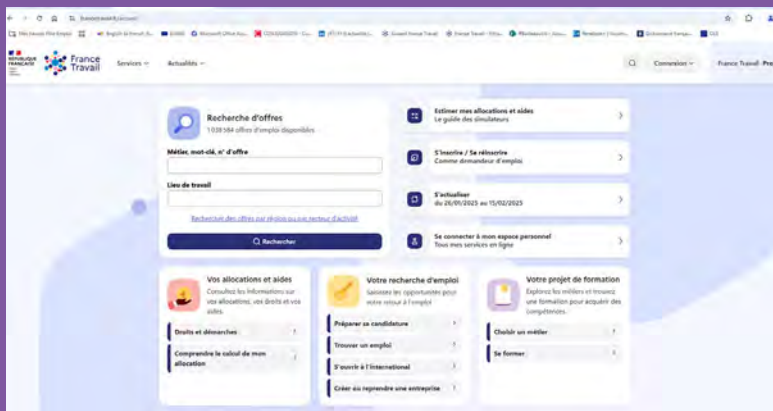 RÉPUBLIQUE
FRANÇAISE
France
Travail
Services
Actualités
Connexion
France Travail Pro
Recherche d'offres
1 038 584 offres d'emploi disponibles
Métier, mot-clé, n° d'offre
Lieu de travail
Rechercher des offres par région ou par secteur d'activité
Rechercher
Estimer mes allocations et aides
Le guide des simulateurs
S'inscrire / Se réinscrire
Comme demandeur d'emploi
S'actualiser
du 26/01/2025 au 15/02/2025
Se connecter à mon espace personnel
Tous mes services en ligne
Vos allocations et aides
Consultez les informations sur
vos allocations, vos droits et vos
aides.
Droits et démarches
Comprendre le calcul de mon
allocation
Votre recherche d'emploi
Saisissez les opportunités pour
votre retour à l'emploi
Préparer sa candidature
Trouver un emploi
S'ouvrir à l'international
Créer ou reprendre une entreprise
Votre projet de formation
Explorez les métiers et trouvez
une formation pour acquérir des
compétences.
Choisir un métier
Se former